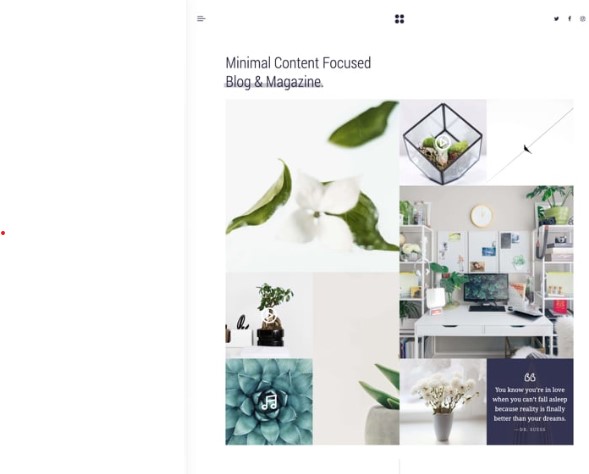 Minimal Content Focused
Blog & Magazine
You know you're in love
when you can't fall asleep
because reality is finally
better than your dreams.
— DR. SUESS